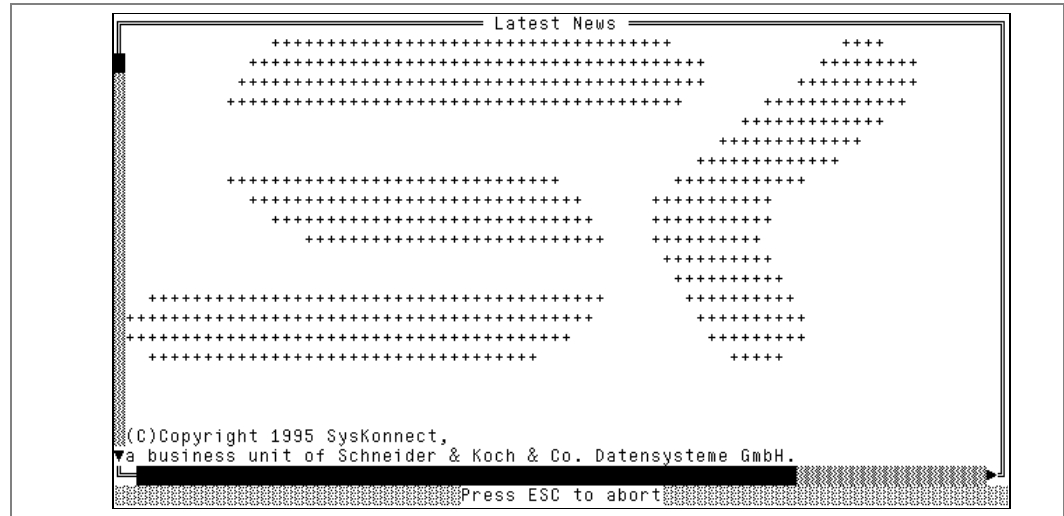 Latest News
(C)Copyright 1995 SysKonnect,
a business unit of Schneider & Koch & Co. Datensysteme GmbH.
Press ESC to abort